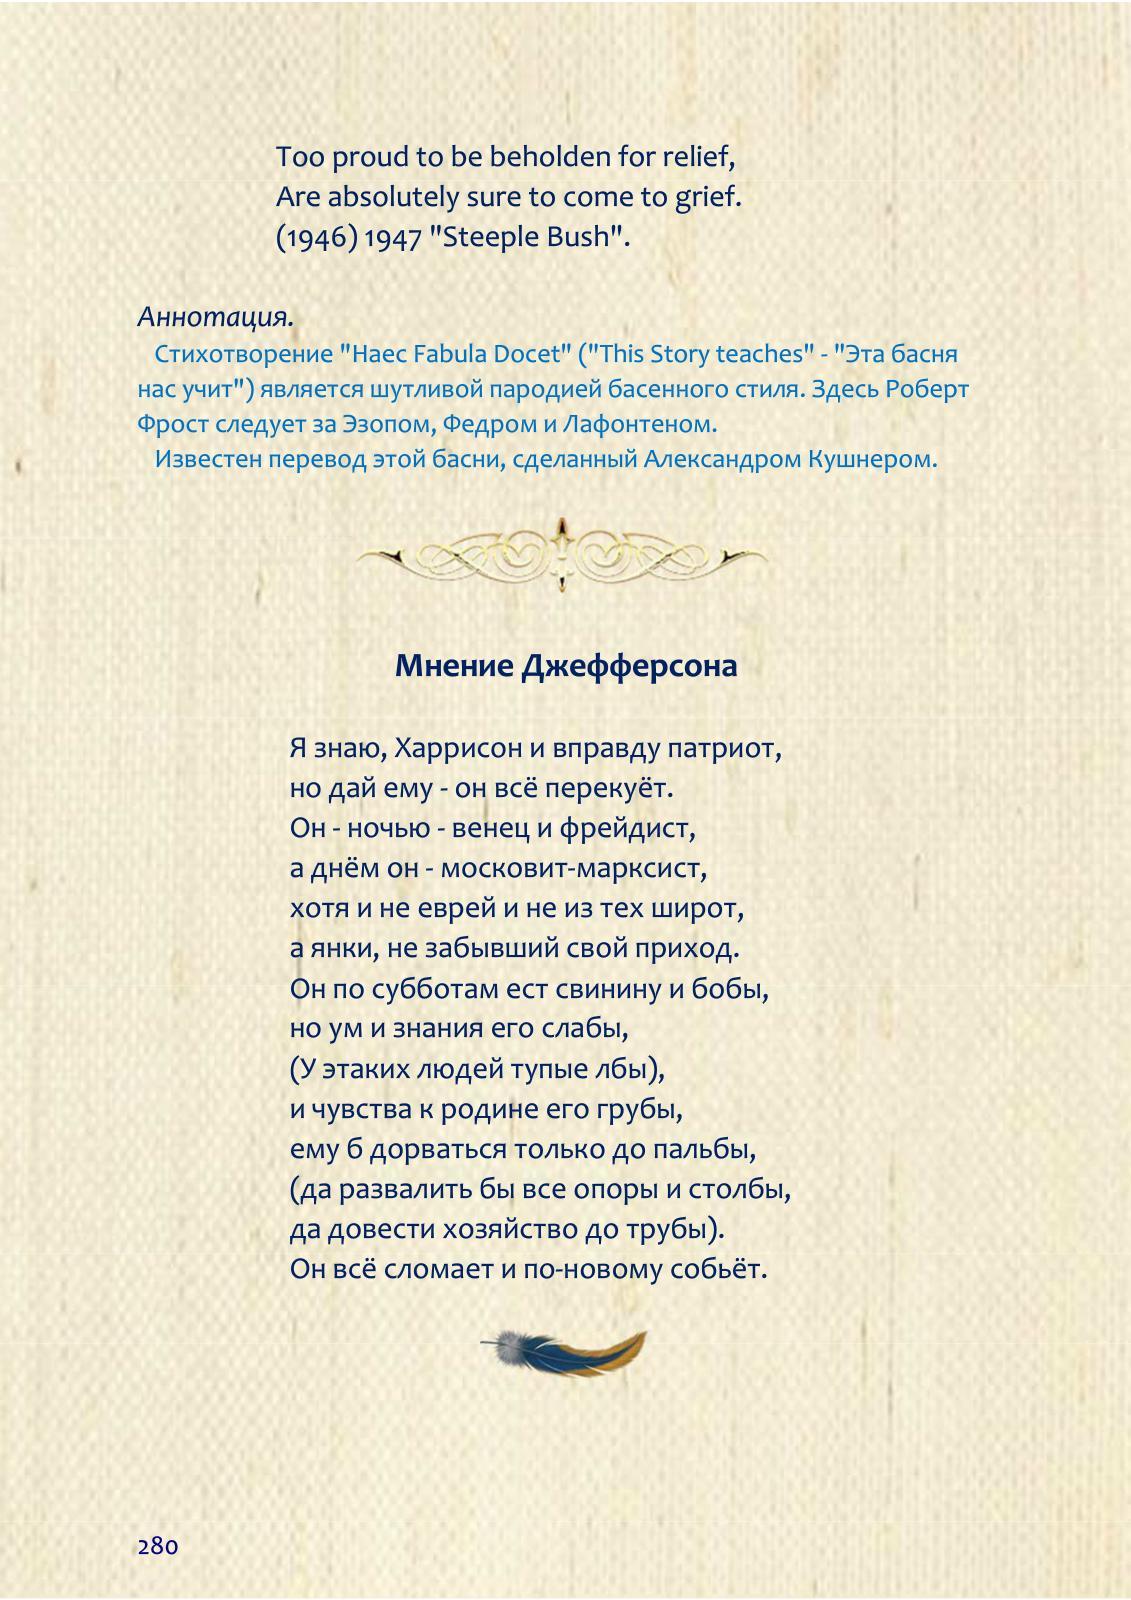 Too proud to be beholden for relief,
Are absolutely sure to come to grief.
(1946) 1947 "Steeple Bush".
Аннотация.
Стихотворение "Haec Fabula Docet" ("This Story teaches" - "Эта басня
нас учит") является шутливой пародией басенного стиля. Здесь Роберт
Фрост следует за Эзопом, Федром и Лафонтеном.
Известен перевод этой басни, сделанный Александром Кушнером.
Мнение Джефферсона
Я знаю, Харрисон и вправду патриот,
но дай ему - он всё перекуёт.
Он - ночью - венец и фрейдист,
а днём он - московит-марксист,
хотя и не еврей и не из тех широт,
а янки, не забывший свой приход.
Он по субботам ест свинину и бобы,
но ум и знания его слабы,
(У этаких людей тупые лбы),
и чувства к родине его грубы,
ему б дорваться только до пальбы,
(да развалить бы все опоры и столбы,
да довести хозяйство до трубы).
Он всё сломает и по-новому собьёт.
280